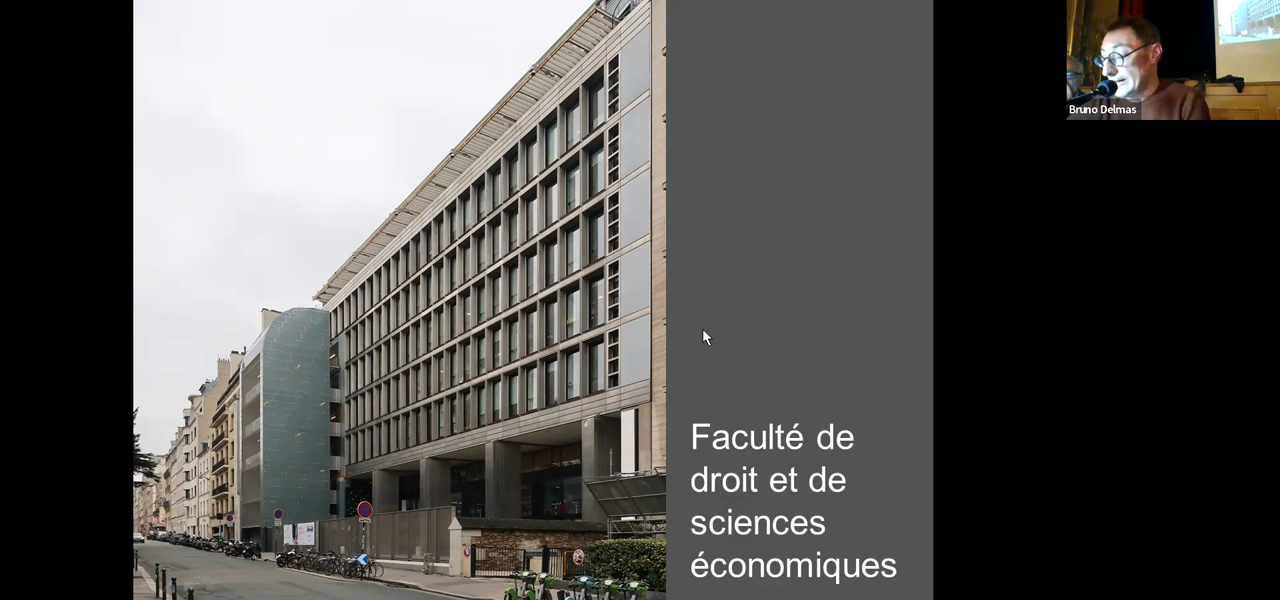 Bruno Delmas
Faculté de
droit et de
sciences
économiques